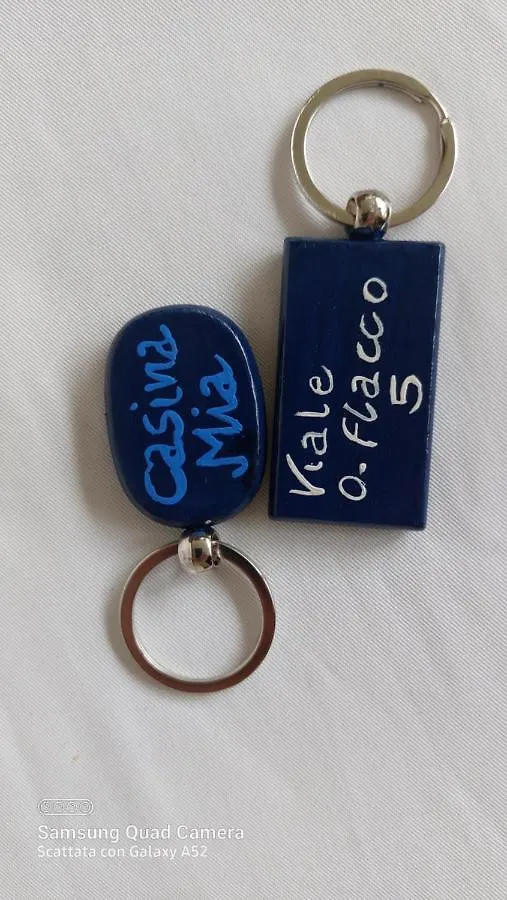 Casina
Mia
Viale
O. Flacco
5
Samsung Quad Camera
Scattata con Galaxy A52